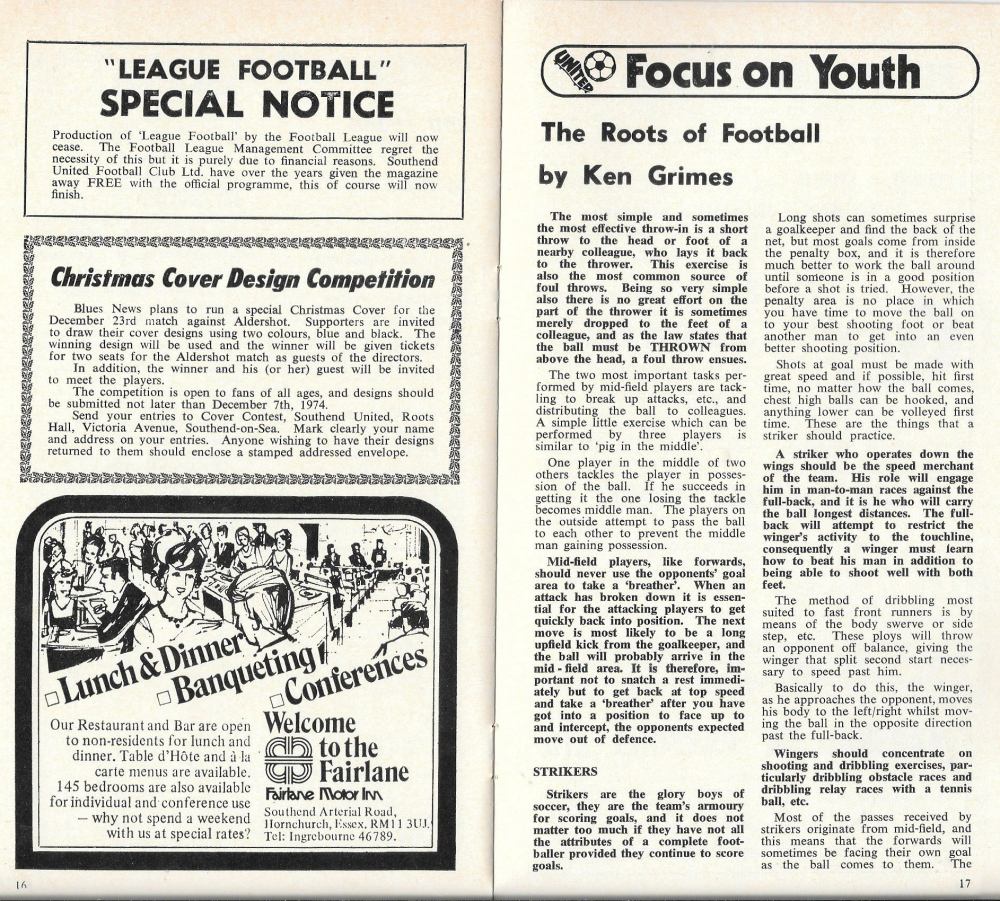 "LEAGUE FOOTBALL"
SPECIAL NOTICE
Production of 'League Football' by the Football League will now
cease. The Football League Management Committee regret the
necessity of this but it is purely due to financial reasons. Southend
United Football Club Ltd. have over the years given the magazine
away FREE with the official programme, this of course will now
finish.
Christmas Cover Design Competition
Blues News plans to run a special Christmas Cover for the
December 23rd match against Aldershot. Supporters are invited
to draw their cover designs using two colours, blue and black. The
winning design will be used and the winner will be given tickets
for two seats for the Aldershot match as guests of the directors.
In addition, the winner and his (or her) guest will be invited
to meet the players.
The competition is open to fans of all ages, and designs should
be submitted not later than December 7th, 1974.
Send your entries to Cover Contest, Southend United, Roots
Hall, Victoria Avenue, Southend-on-Sea. Mark clearly your name
and address on your entries. Anyone wishing to have their designs
returned to them should enclose a stamped addressed envelope.
Lunch & Dinner
Banqueting
Conferences
Our Restaurant and Bar are open
to non-residents for lunch and
dinner. Table d'Hôte and à la
carte menus are available.
145 bedrooms are also available
for individual and conference use
— why not spend a weekend
with us at special rates?
Welcome
to the
Fairlane
Fairlane Motor Inn
Southend Arterial Road,
Hornchurch, Essex. RM11 3UJ.
Tel: Ingrebourne 46789.
16
UNITED
Focus on Youth
The Roots of Football
by Ken Grimes
The most simple and sometimes
the most effective throw-in is a short
throw to the head or foot of a
nearby colleague, who lays it back
to the thrower. This exercise is
also the most common source of
foul throws. Being so very simple
also there is no great effort on the
part of the thrower it is sometimes
merely dropped to the feet of a
colleague, and as the law states that
the ball must be THROWN from
above the head, a foul throw ensues.
The two most important tasks per-
formed by mid-field players are tack-
ling to break up attacks, etc., and
distributing the ball to colleagues.
A simple little exercise which can be
performed by three players is
similar to 'pig in the middle'.
One player in the middle of two
others tackles the player in posses-
sion of the ball. If he succeeds in
getting it the one losing the tackle
becomes middle man. The players on
the outside attempt to pass the ball
to each other to prevent the middle
man gaining possession.
Mid-field players, like forwards,
should never use the opponents' goal
area to take a 'breather'. When an
attack has broken down it is essen-
tial for the attacking players to get
quickly back into position. The next
move is most likely to be a long
upfield kick from the goalkeeper, and
the ball will probably arrive in the
mid - field area. It is therefore, im-
portant not to snatch a rest immedi-
ately but to get back at top speed
and take a 'breather' after you have
got into a position to face up to
and intercept, the opponents expected
move out of defence.
STRIKERS
Strikers are the glory boys of
soccer, they are the team's armoury
for scoring goals, and it does not
matter too much if they have not all
the attributes of a complete foot-
baller provided they continue to score
goals.
Long shots can sometimes surprise
a goalkeeper and find the back of the
net, but most goals come from inside
the penalty box, and it is therefore
much better to work the ball around
until someone is in a good position
before a shot is tried. However, the
penalty area is no place in which
you have time to move the ball on
to your best shooting foot or beat
another man to get into an even
better shooting position.
Shots at goal must be made with
great speed and if possible, hit first
time, no matter how the ball comes,
chest high balls can be hooked, and
anything lower can be volleyed first
time. These are the things that a
striker should practice.
A striker who operates down the
wings should be the speed merchant
of the team. His role will engage
him in man-to-man races against the
full-back, and it is he who will carry
the ball longest distances. The full-
back will attempt to restrict the
winger's activity to the touchline,
consequently a winger must learn
how to beat his man in addition to
being able to shoot well with both
feet.
The method of dribbling most
suited to fast front runners is by
means of the body swerve or side
step, etc. These ploys will throw
an opponent off balance, giving the
winger that split second start neces-
sary to speed past him.
Basically to do this, the winger,
as he approaches the opponent, moves
his body to the left/right whilst mov-
ing the ball in the opposite direction
past the full-back.
Wingers should concentrate on
shooting and dribbling exercises, par-
ticularly dribbling obstacle races and
dribbling relay races with a tennis
ball, etc.
Most of the passes received by
strikers originate from mid-field, and
this means that the forwards will
sometimes be facing their own goal
as the ball comes to them. The
17